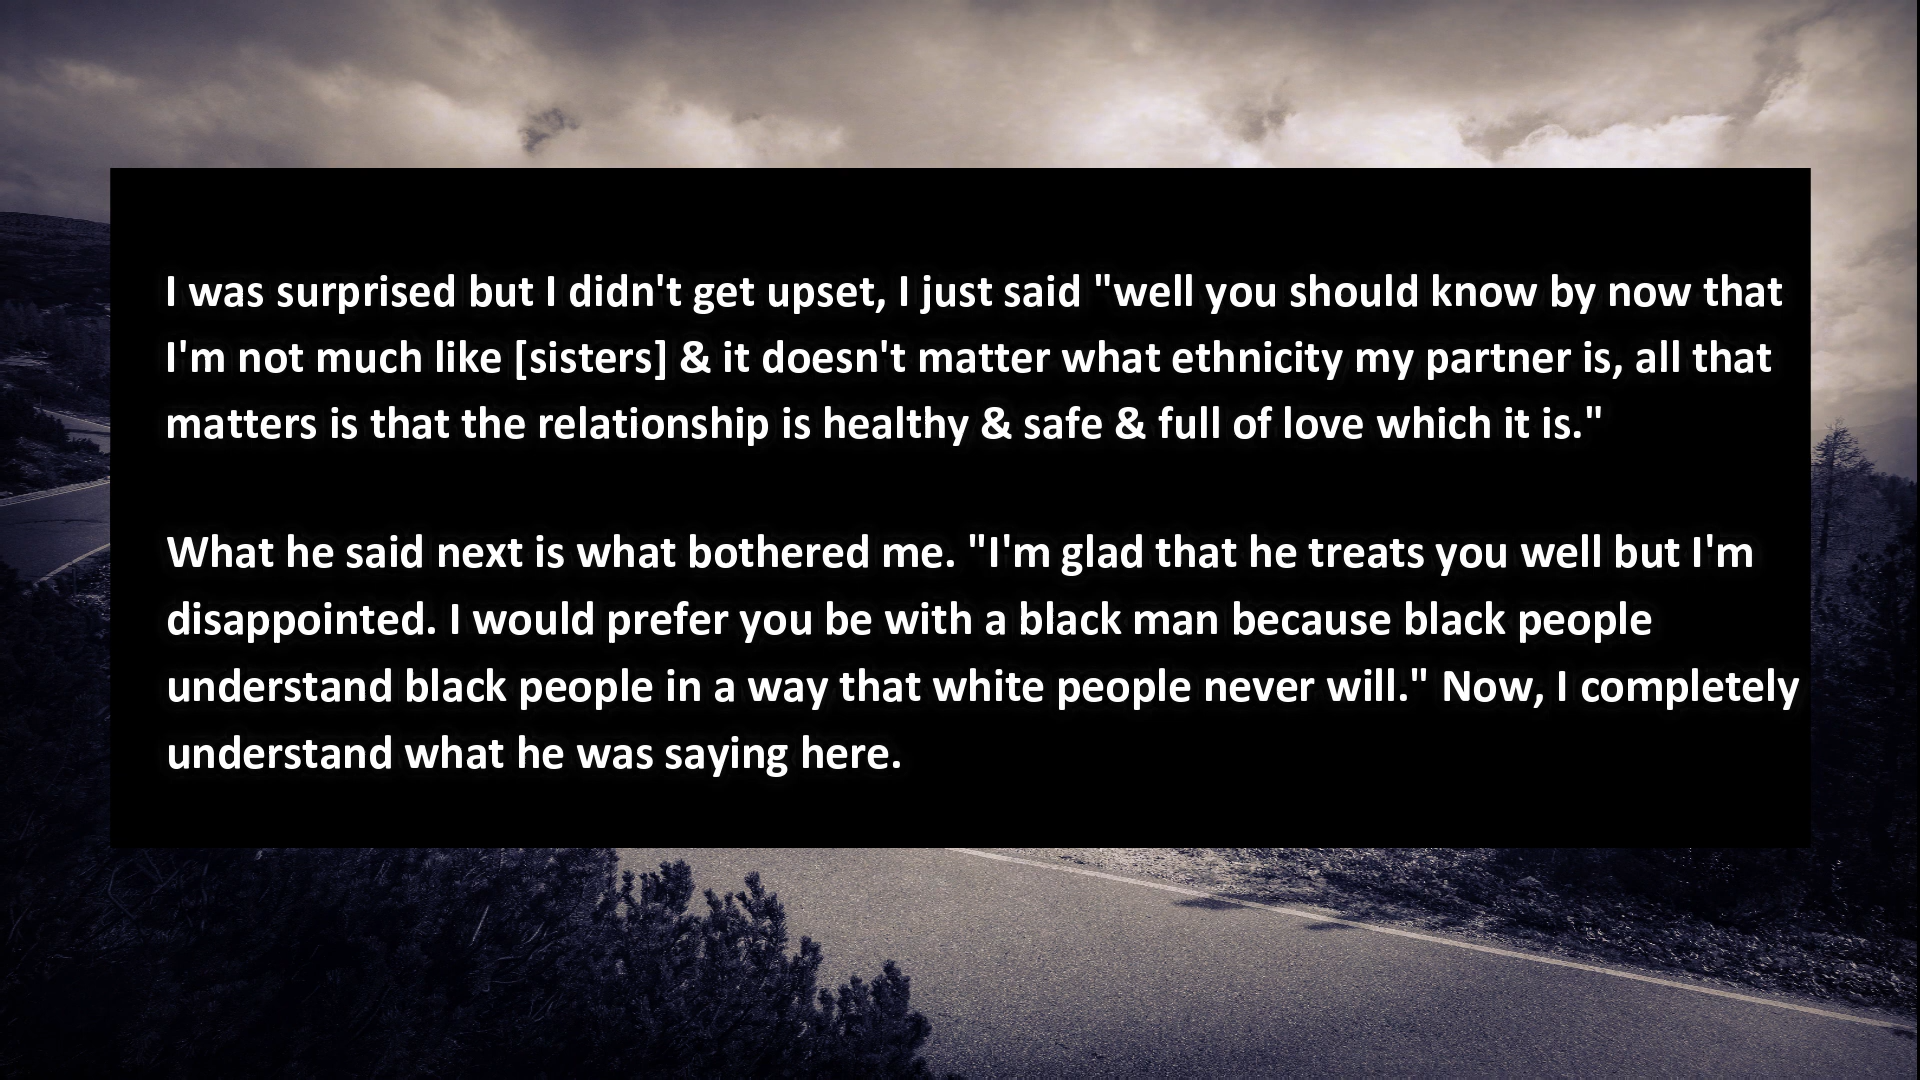 I was surprised but I didn't get upset, I just said "well you should know by now that
I'm not much like [sisters] & it doesn't matter what ethnicity my partner is, all that
matters is that the relationship is healthy & safe & full of love which it is."
What he said next is what bothered me. "I'm glad that he treats you well but I'm
disappointed. I would prefer you be with a black man because black people
understand black people in a way that white people never will." Now, I completely
understand what he was saying here.